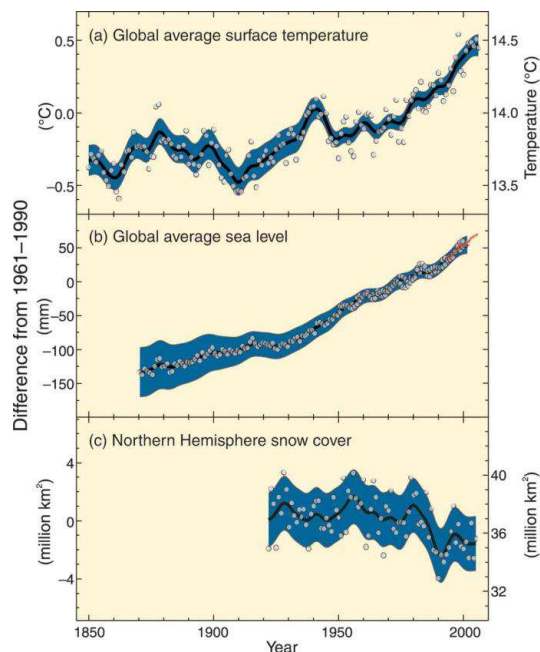 (a) Global average surface temperature
0.5
0.0
−0.5
(°C)
14.5
14.0
13.5
Temperature (°C)
Difference from 1961–1990
(b) Global average sea level
50
0
−50
−100
−150
(mm)
(c) Northern Hemisphere snow cover
4
0
−4
(million km²)
40
36
32
(million km²)
1850
1900
1950
2000
Year